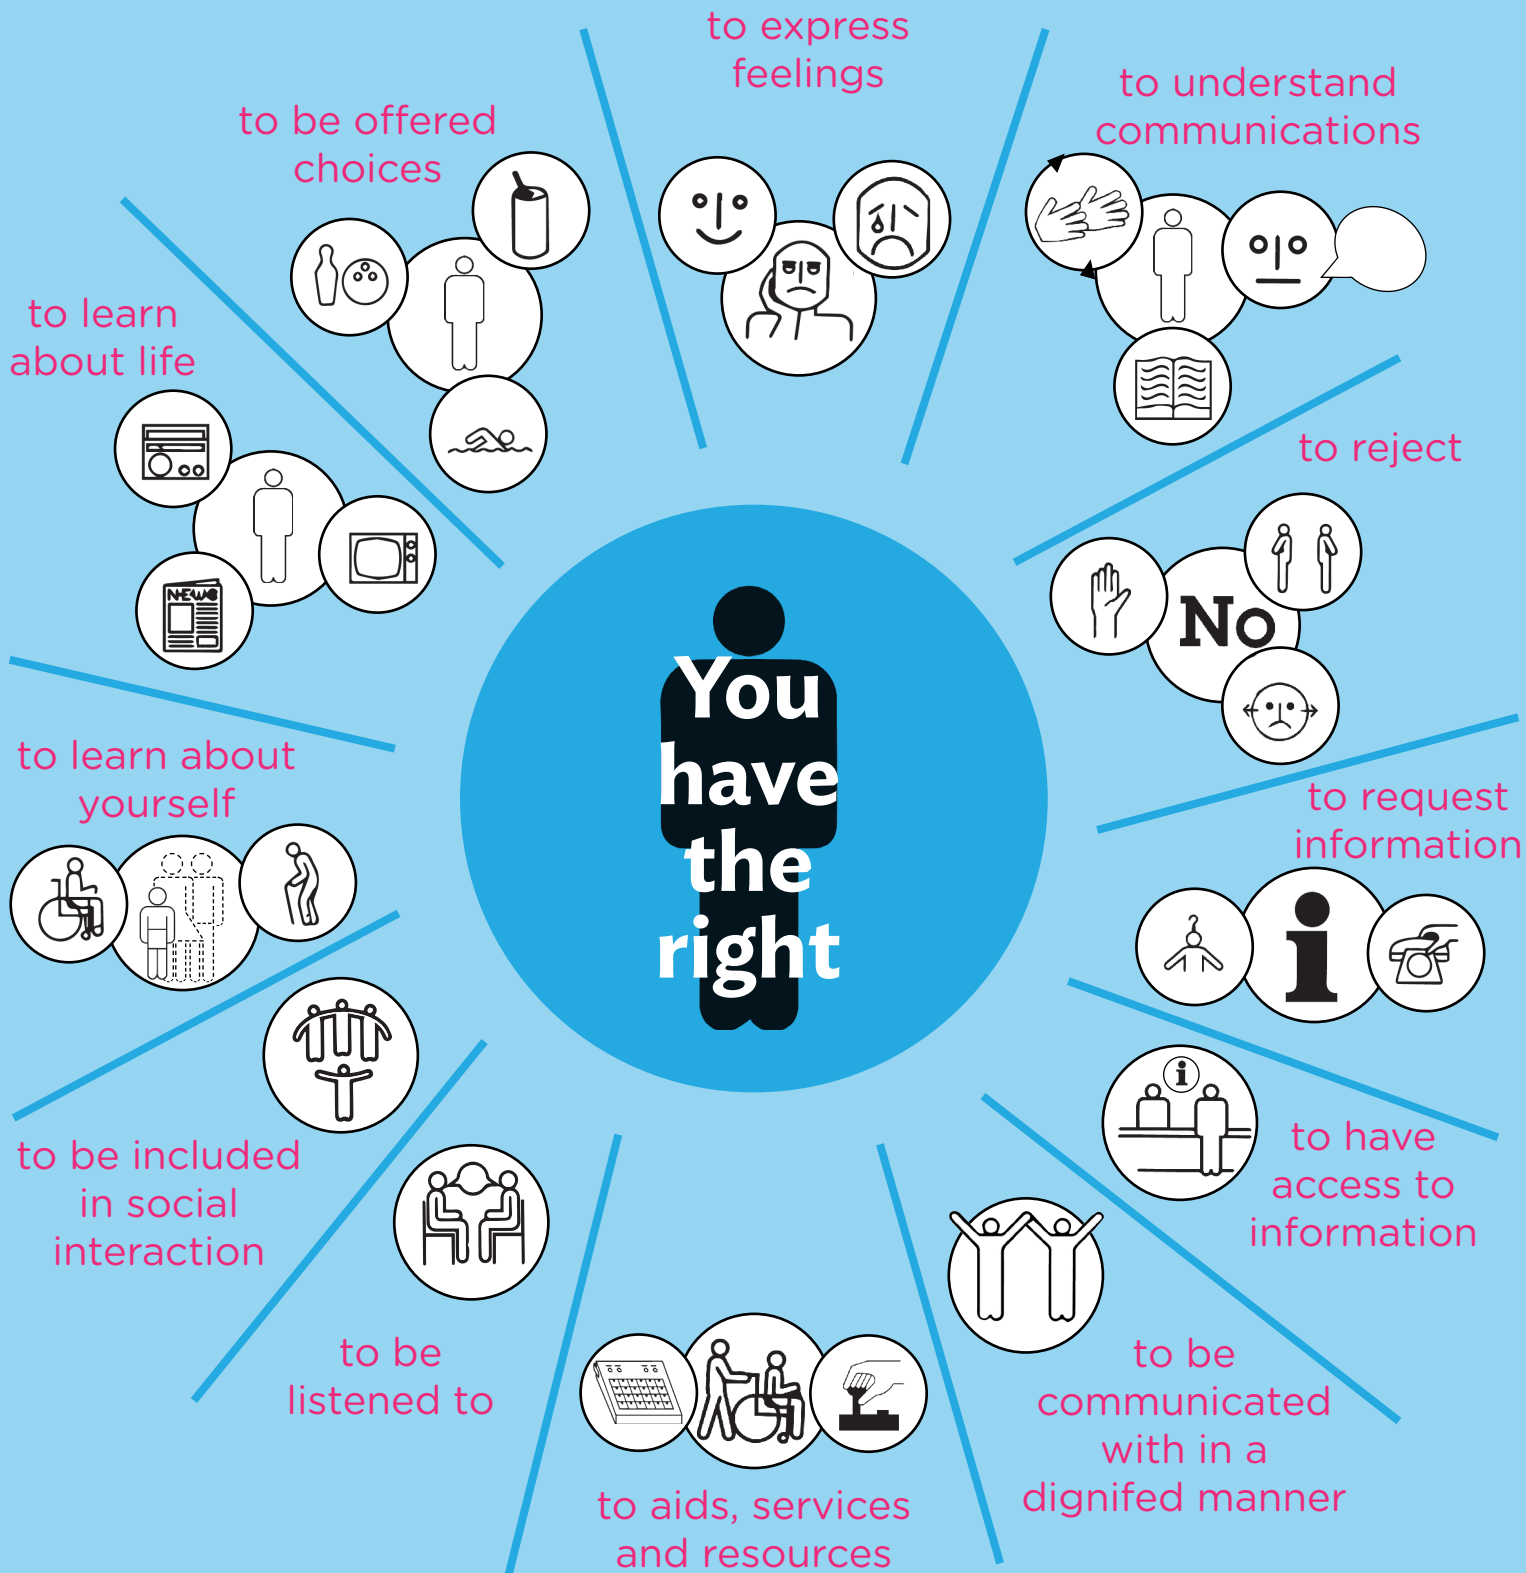 You
have
the
right
to express
feelings
to understand
communications
to reject
No
to request
information
i
i
to have
access to
information
to be
communicated
with in a
dignifed manner
to aids, services
and resources
to be
listened to
to be included
in social
interaction
to learn about
yourself
to learn
about life
NEWS
to be offered
choices